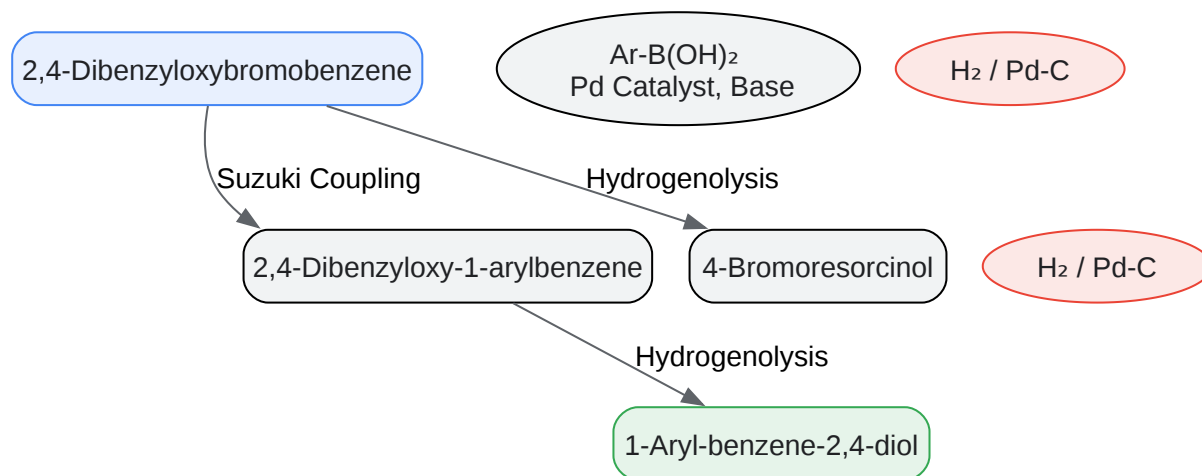 2,4-Dibenzyloxybromobenzene
Ar-B(OH)₂
Pd Catalyst, Base
H₂ / Pd-C
Suzuki Coupling
Hydrogenolysis
2,4-Dibenzyloxy-1-arylbenzene
4-Bromoresorcinol
H₂ / Pd-C
Hydrogenolysis
1-Aryl-benzene-2,4-diol